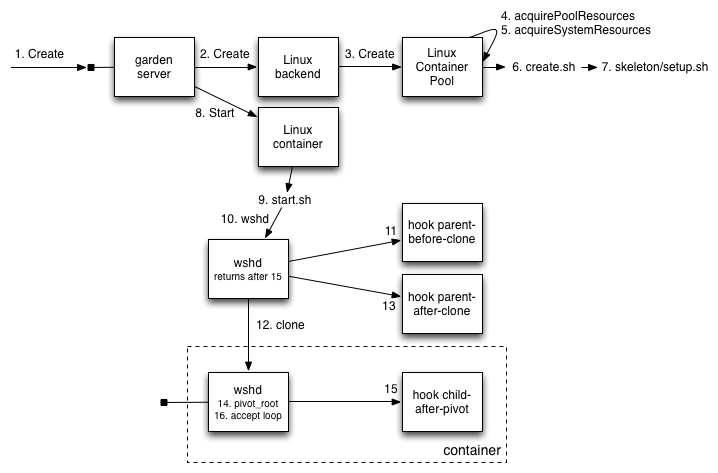 4. acquirePoolResources
5. acquireSystemResources
1. Create
garden
server
2. Create
Linux
backend
3. Create
Linux
Container
Pool
6. create.sh
7. skeleton/setup.sh
8. Start
Linux
container
9. start.sh
10. wshd
wshd
returns after 15
11
hook parent-
before-clone
13
hook parent-
after-clone
12. clone
wshd
14. pivot_root
16. accept loop
15
hook child-
after-pivot
container